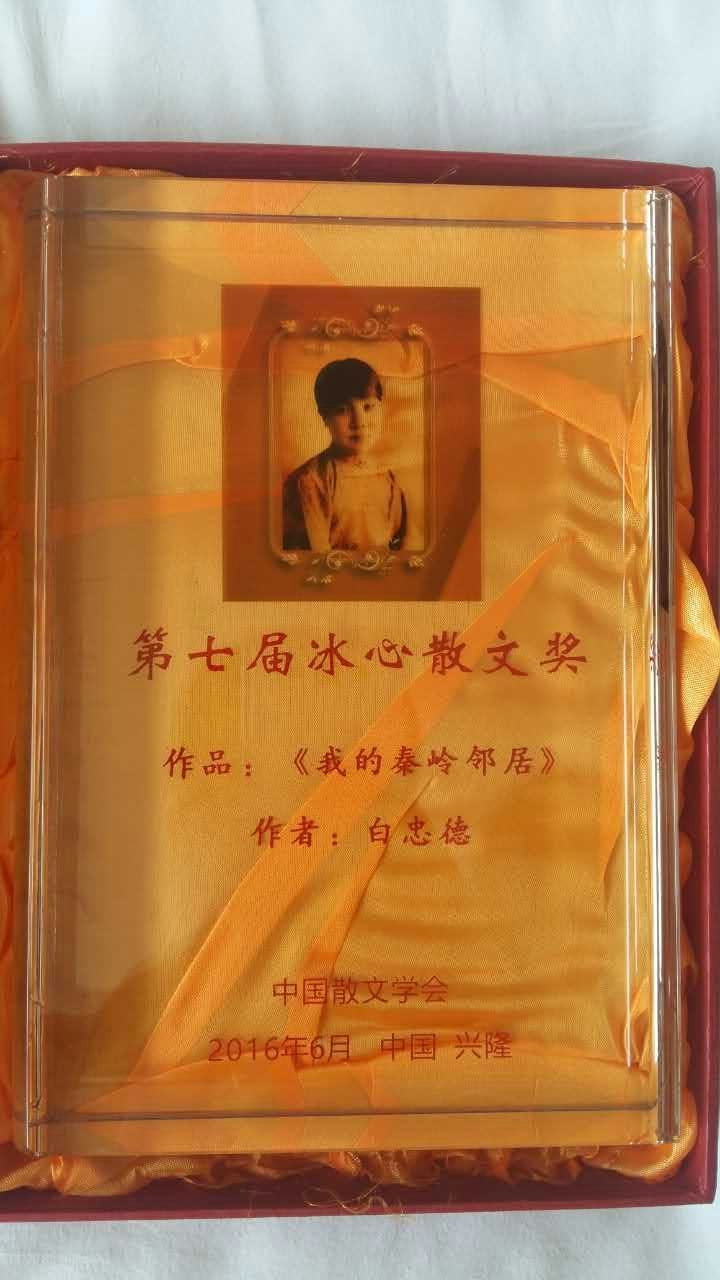 第七届冰心散文奖
作品：《我的秦岭邻居》
作者：白忠德
中国散文学会
2016年6月 中国 兴隆